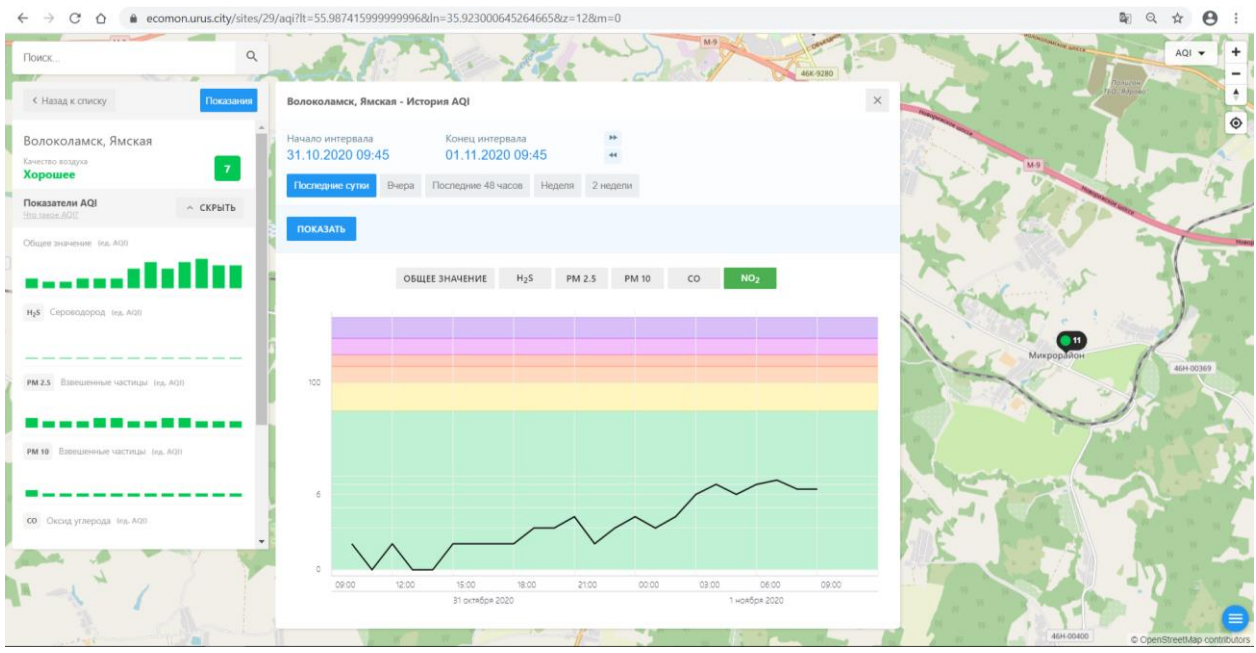 ecomon.urus.city/sites/29/aqi?lt=55.987415999999996&ln=35.923000645264665&z=12&m=0
Поиск...
AQI
+
−
М-9
46К-9280
Назад к списку
Показания
Волоколамск, Ямская
Качество воздуха
Хорошее
7
Показатели AQI
Что такое AQI?
СКРЫТЬ
Общее значение (ед. AQI)
H₂S Сероводород (ед. AQI)
PM 2.5 Взвешенные частицы (ед. AQI)
PM 10 Взвешенные частицы (ед. AQI)
CO Оксид углерода (ед. AQI)
Волоколамск, Ямская - История AQI
Начало интервала
Конец интервала
31.10.2020 09:45
01.11.2020 09:45
Последние сутки
Вчера
Последние 48 часов
Неделя
2 недели
ПОКАЗАТЬ
ОБЩЕЕ ЗНАЧЕНИЕ
H₂S
PM 2.5
PM 10
CO
NO₂
100
6
0
09:00
12:00
15:00
18:00
21:00
00:00
03:00
06:00
09:00
31 октября 2020
1 ноября 2020
М-9
Новорижское шоссе
11
Микрорайон
46Н-00369
46Н-00400
© OpenStreetMap contributors